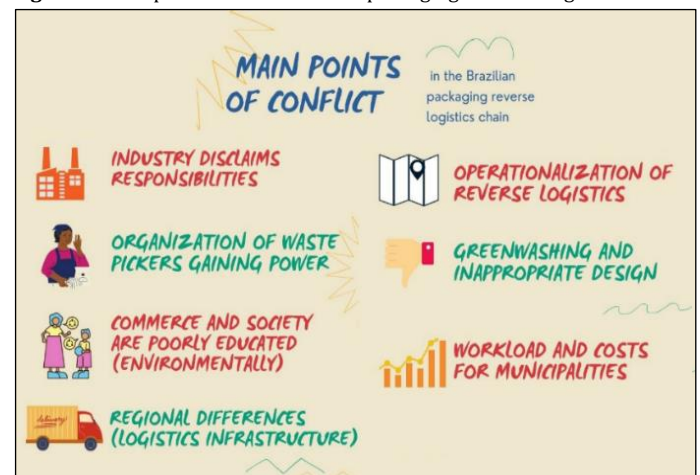 MAIN POINTS
OF CONFLICT
in the Brazilian
packaging reverse
logistics chain
INDUSTRY DISCLAIMS
RESPONSIBILITIES
ORGANIZATION OF WASTE
PICKERS GAINING POWER
COMMERCE AND SOCIETY
ARE POORLY EDUCATED
(ENVIRONMENTALLY)
REGIONAL DIFFERENCES
(LOGISTICS INFRASTRUCTURE)
OPERATIONALIZATION OF
REVERSE LOGISTICS
GREENWASHING AND
INAPPROPRIATE DESIGN
WORKLOAD AND COSTS
FOR MUNICIPALITIES